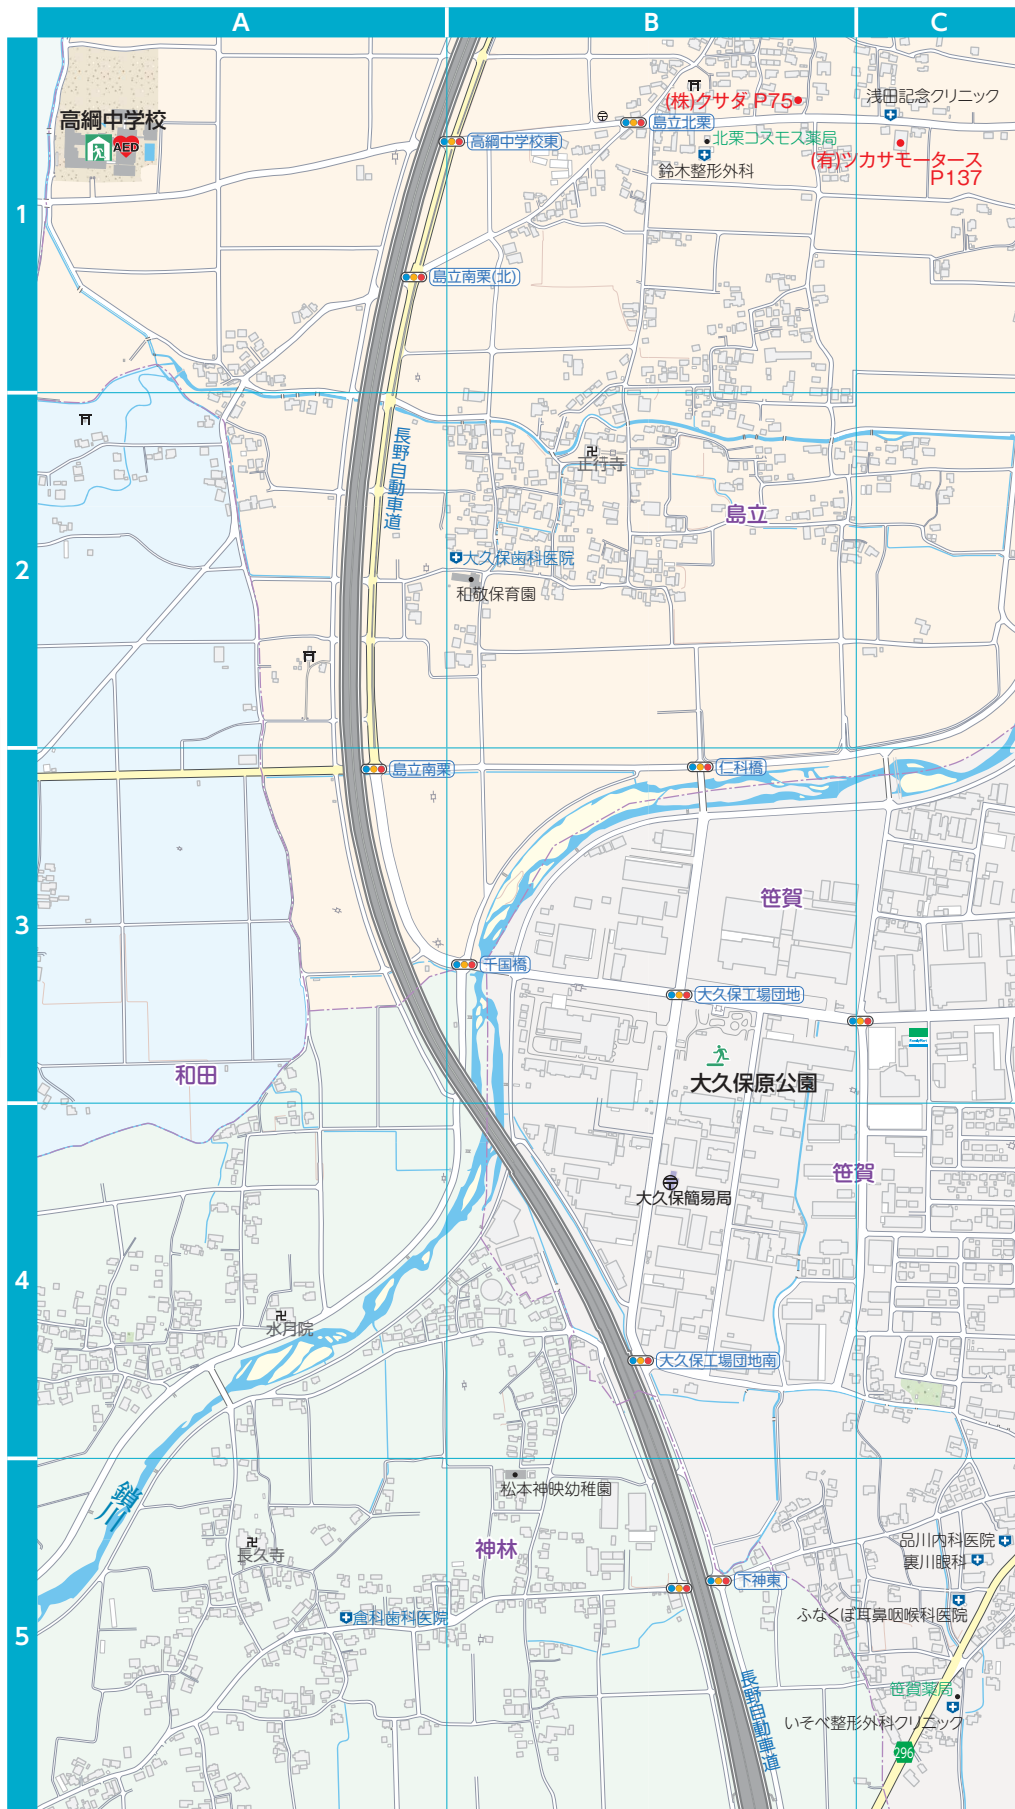 A
B
C
1
高綱中学校
AED
高綱中学校東
(株)クサダ P75
島立北栗
北栗コスモス薬局
鈴木整形外科
浅田記念クリニック
(有)ツカサモータース
P137
島立南栗(北)
2
長野自動車道
正行寺
島立
大久保歯科医院
和敬保育園
3
島立南栗
仁科橋
笹賀
千国橋
大久保工場団地
FamilyMart
大久保原公園
和田
4
笹賀
大久保簡易局
水月院
大久保工場団地南
5
鎖川
松本神映幼稚園
神林
長久寺
下神東
倉科歯科医院
品川内科医院
裏川眼科
ふなくぼ耳鼻咽喉科医院
笹賀薬局
いそべ整形外科クリニック
長野自動車道
296